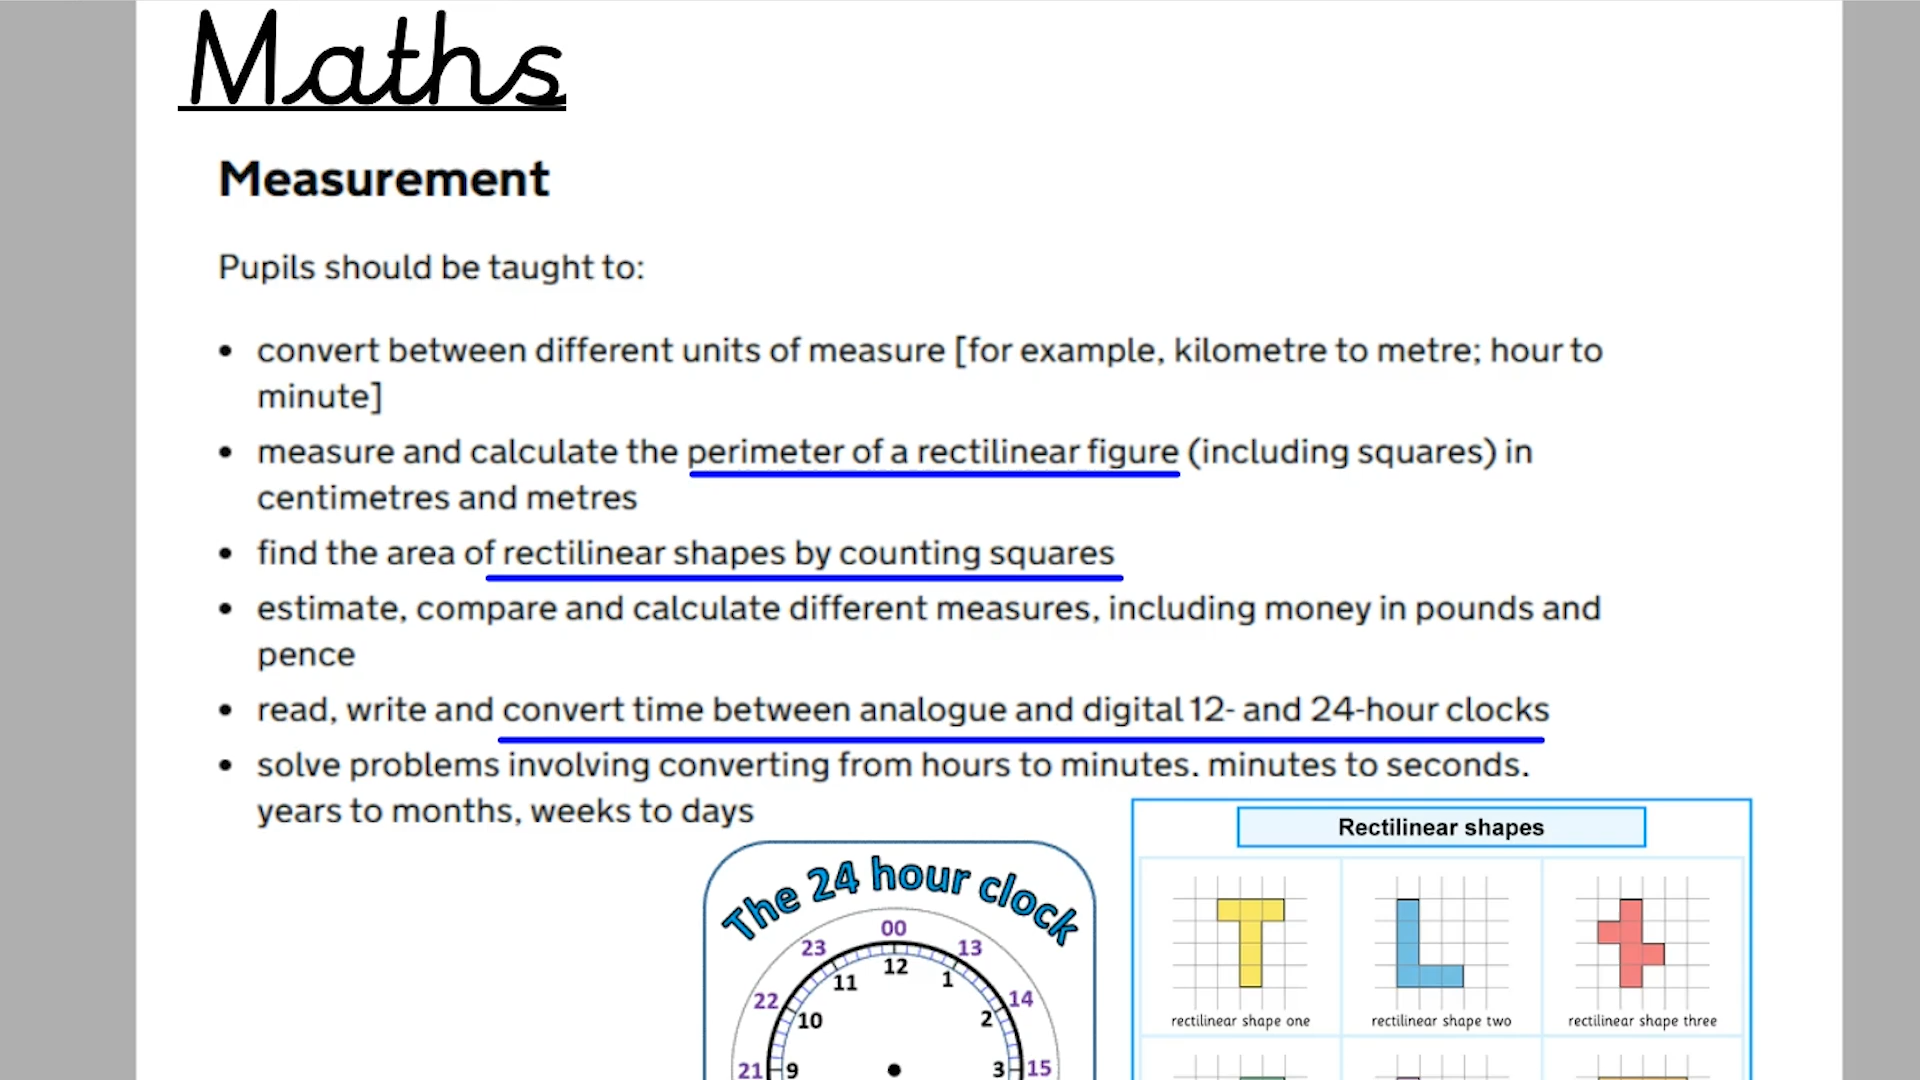 Maths
Measurement
Pupils should be taught to:
• convert between different units of measure [for example, kilometre to metre; hour to
minute]
• measure and calculate the perimeter of a rectilinear figure (including squares) in
centimetres and metres
• find the area of rectilinear shapes by counting squares
• estimate, compare and calculate different measures, including money in pounds and
pence
• read, write and convert time between analogue and digital 12- and 24-hour clocks
• solve problems involving converting from hours to minutes. minutes to seconds.
years to months, weeks to days
The 24 hour clock
00
23 13
12
11 1
22 14
10 2
21 9 3 15
Rectilinear shapes
rectilinear shape one
rectilinear shape two
rectilinear shape three